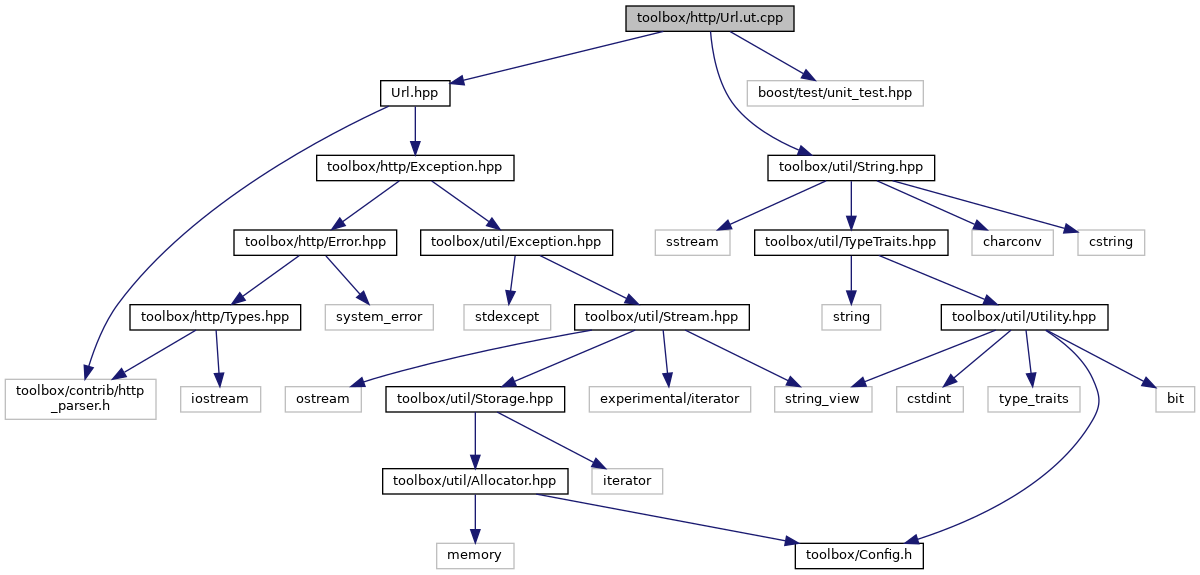 toolbox/http/Url.ut.cpp
Url.hpp
boost/test/unit_test.hpp
toolbox/http/Exception.hpp
toolbox/util/String.hpp
toolbox/http/Error.hpp
toolbox/util/Exception.hpp
sstream
toolbox/util/TypeTraits.hpp
charconv
cstring
toolbox/http/Types.hpp
system_error
stdexcept
toolbox/util/Stream.hpp
string
toolbox/util/Utility.hpp
toolbox/contrib/http
_parser.h
iostream
ostream
toolbox/util/Storage.hpp
experimental/iterator
string_view
cstdint
type_traits
bit
toolbox/util/Allocator.hpp
iterator
memory
toolbox/Config.h